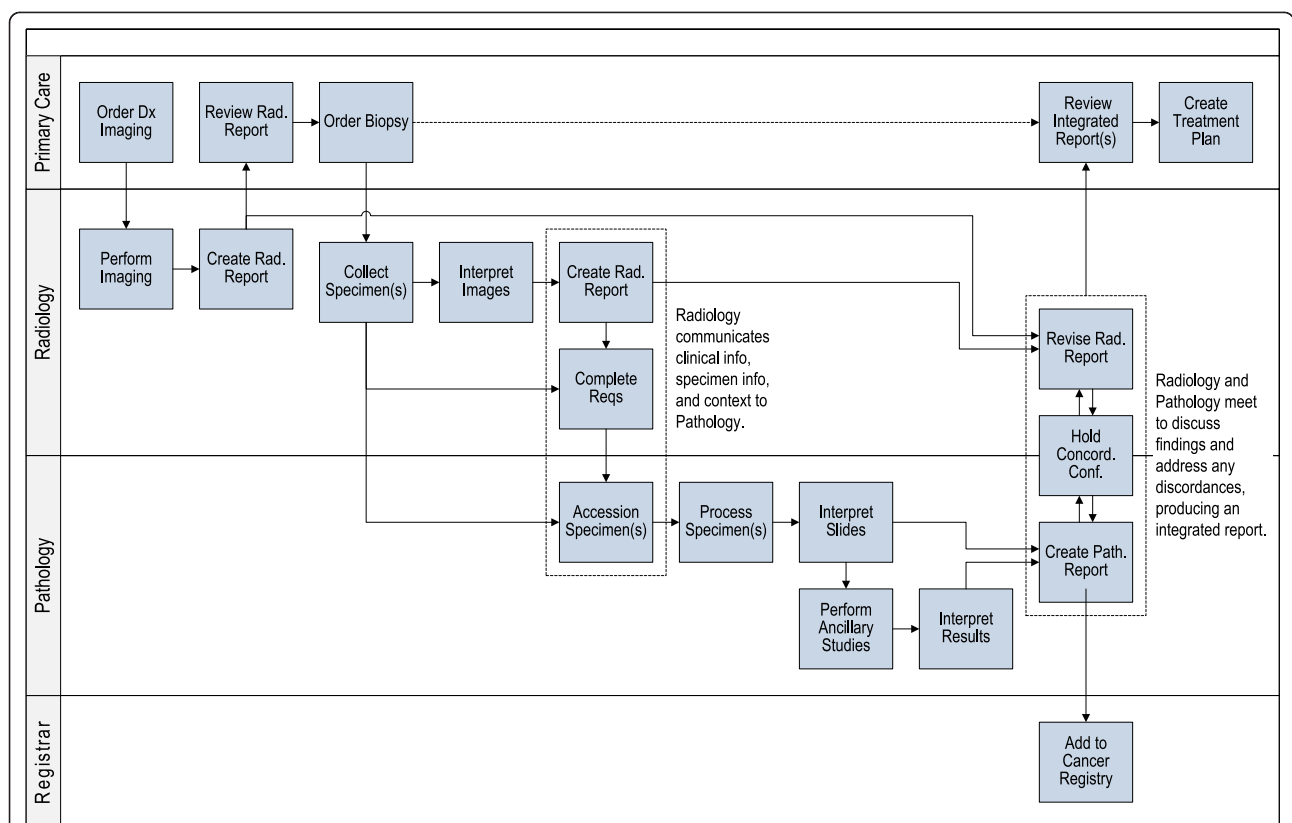 Primary Care
Order Dx
Imaging
Review Rad.
Report
Order Biopsy
Review
Integrated
Report(s)
Create
Treatment
Plan
Radiology
Perform
Imaging
Create Rad.
Report
Collect
Specimen(s)
Interpret
Images
Create Rad.
Report
Complete
Reqs
Radiology
communicates
clinical info,
specimen info,
and context to
Pathology.
Revise Rad.
Report
Hold
Concord.
Conf.
Radiology and
Pathology meet
to discuss
findings and
address any
discordances,
producing an
integrated report.
Pathology
Accession
Specimen(s)
Process
Specimen(s)
Interpret
Slides
Perform
Ancillary
Studies
Interpret
Results
Create Path.
Report
Registrar
Add to
Cancer
Registry